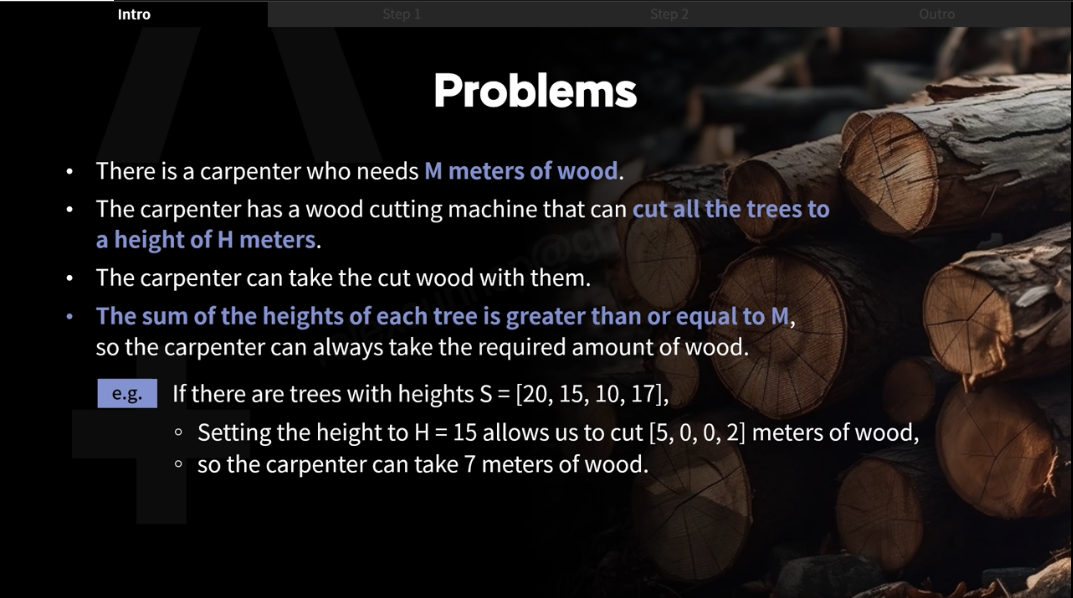 Intro
Step 1
Step 2
Outro
Problems
• There is a carpenter who needs M meters of wood.
• The carpenter has a wood cutting machine that can cut all the trees to
a height of H meters.
• The carpenter can take the cut wood with them.
• The sum of the heights of each tree is greater than or equal to M,
so the carpenter can always take the required amount of wood.
e.g. If there are trees with heights S = [20, 15, 10, 17],
◦ Setting the height to H = 15 allows us to cut [5, 0, 0, 2] meters of wood,
◦ so the carpenter can take 7 meters of wood.